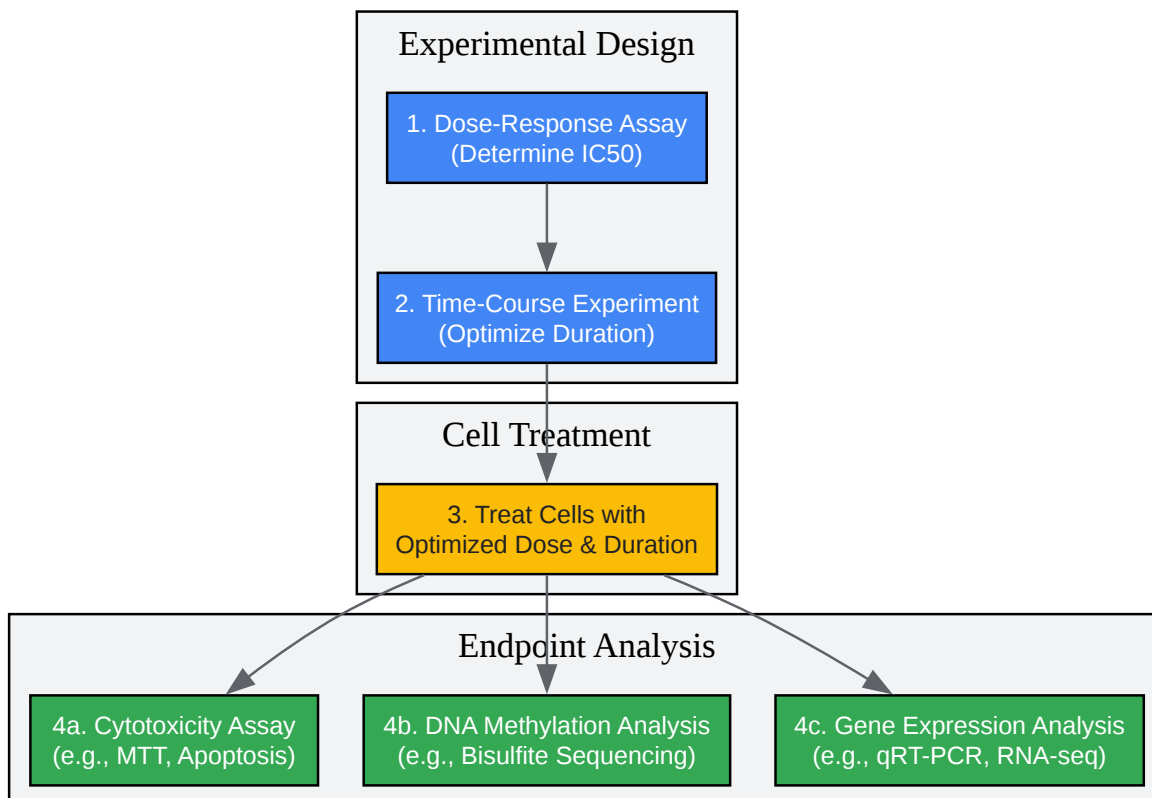 Experimental Design
1. Dose-Response Assay
(Determine IC50)
2. Time-Course Experiment
(Optimize Duration)
Cell Treatment
3. Treat Cells with
Optimized Dose & Duration
Endpoint Analysis
4a. Cytotoxicity Assay
(e.g., MTT, Apoptosis)
4b. DNA Methylation Analysis
(e.g., Bisulfite Sequencing)
4c. Gene Expression Analysis
(e.g., qRT-PCR, RNA-seq)